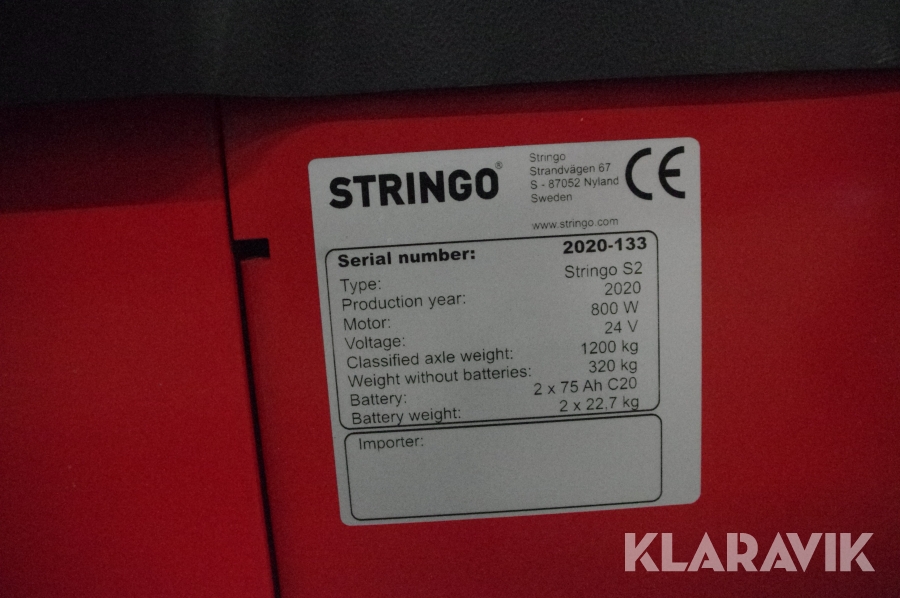 STRINGO®
Stringo
Strandvägen 67
S - 87052 Nyland
Sweden
www.stringo.com
CE
Serial number: 2020-133
Type: Stringo S2
Production year: 2020
Motor: 800 W
Voltage: 24 V
Classified axle weight: 1200 kg
Weight without batteries: 320 kg
Battery: 2 x 75 Ah C20
Battery weight: 2 x 22,7 kg
Importer:
KLARAVIK